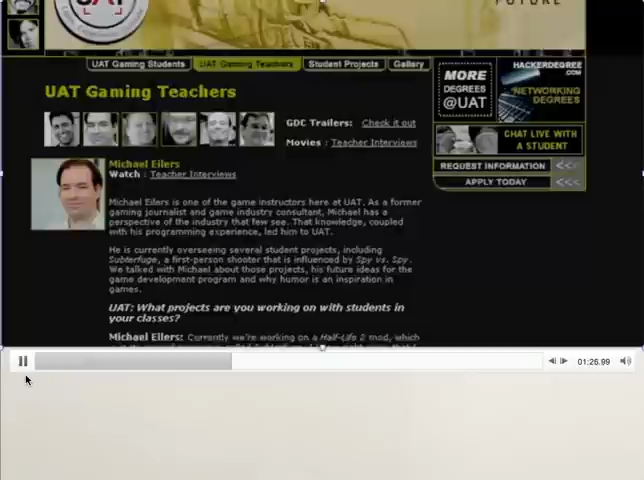 FUTURE
UAT Gaming Students
UAT Gaming Teachers
Student Projects
Gallery
UAT Gaming Teachers
GDC Trailers: Check it out
Movies : Teacher Interviews
Michael Eilers
Watch : Teacher Interviews
Michael Eilers is one of the game instructors here at UAT. As a former
gaming journalist and game industry consultant, Michael has a
perspective of the industry that few see. That knowledge, coupled
with his programming experience, led him to UAT.
He is currently overseeing several student projects, including
Subterfuge, a first-person shooter that is influenced by Spy vs. Spy.
We talked with Michael about those projects, his future ideas for the
game development program and why humor is an inspiration in
games.
UAT: What projects are you working on with students in
your classes?
Michael Eilers: Currently we're working on a Half-Life 2 mod, which
MORE
DEGREES
@UAT
HACKERDEGREE
.COM
NETWORKING
DEGREES
CHAT LIVE WITH
A STUDENT
REQUEST INFORMATION <<<
APPLY TODAY <<<
01:26.99